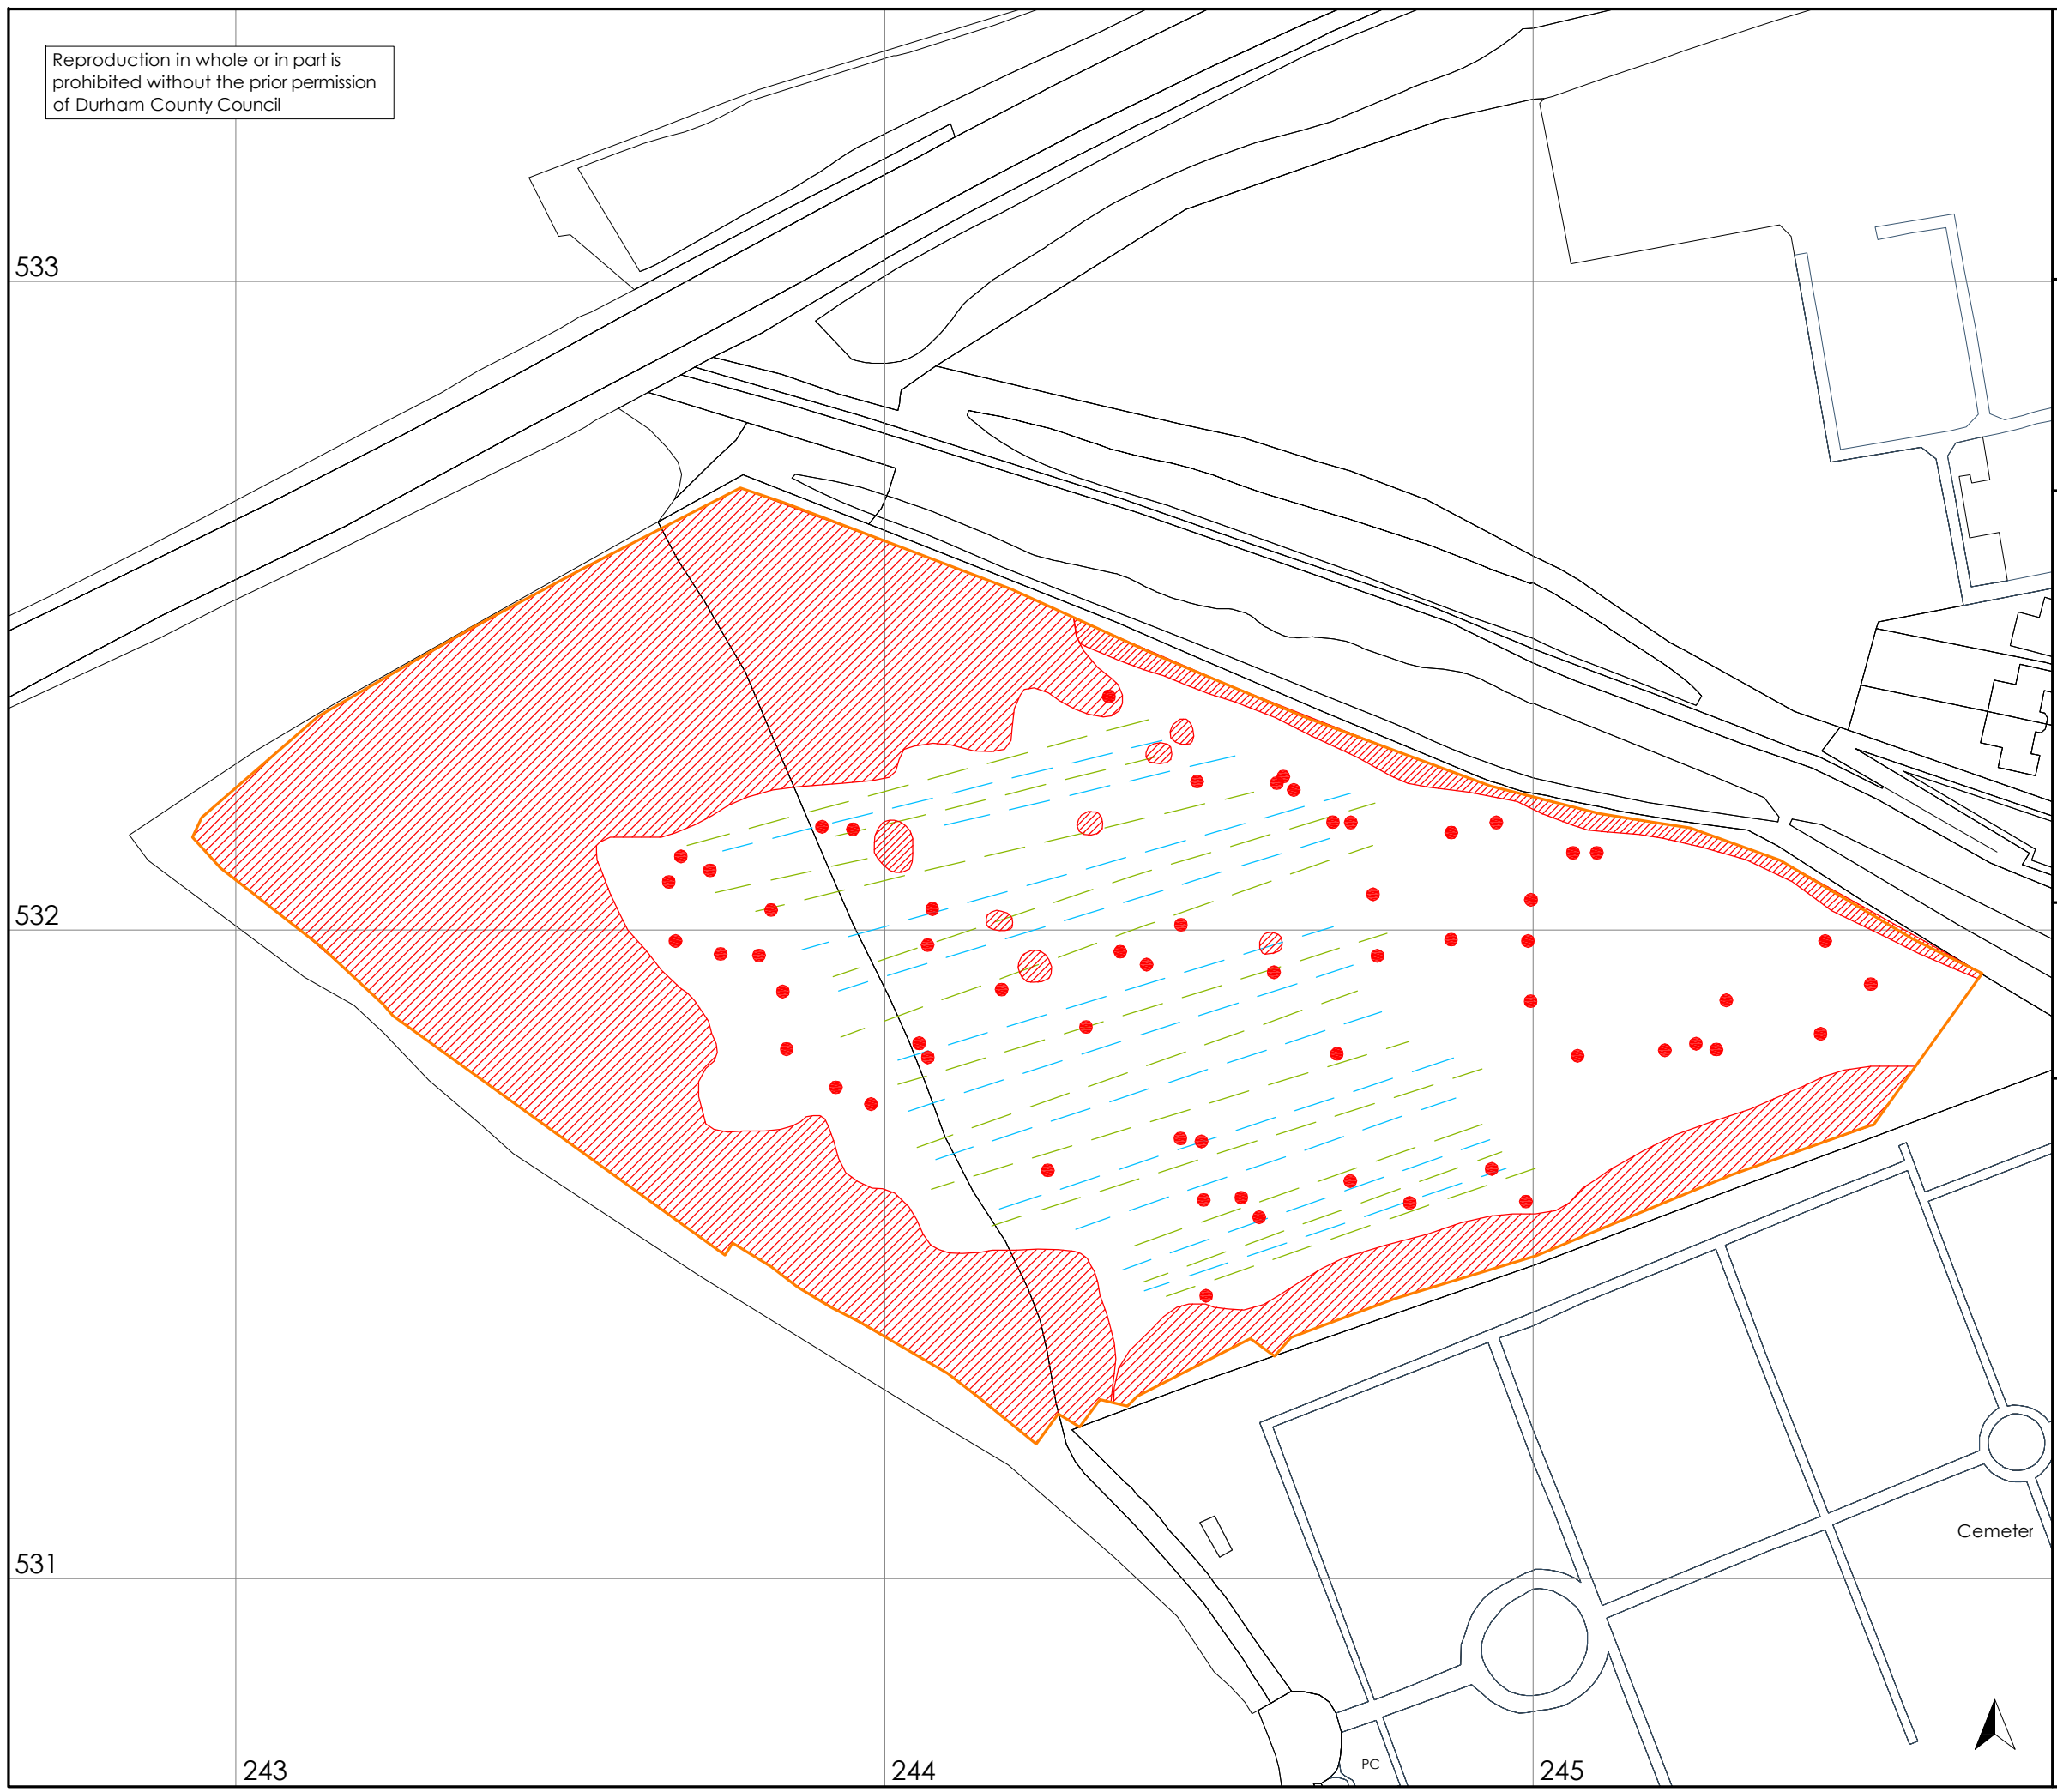 Reproduction in whole or in part is
prohibited without the prior permission
of Durham County Council
533
532
531
Cemeter
PC
243
244
245